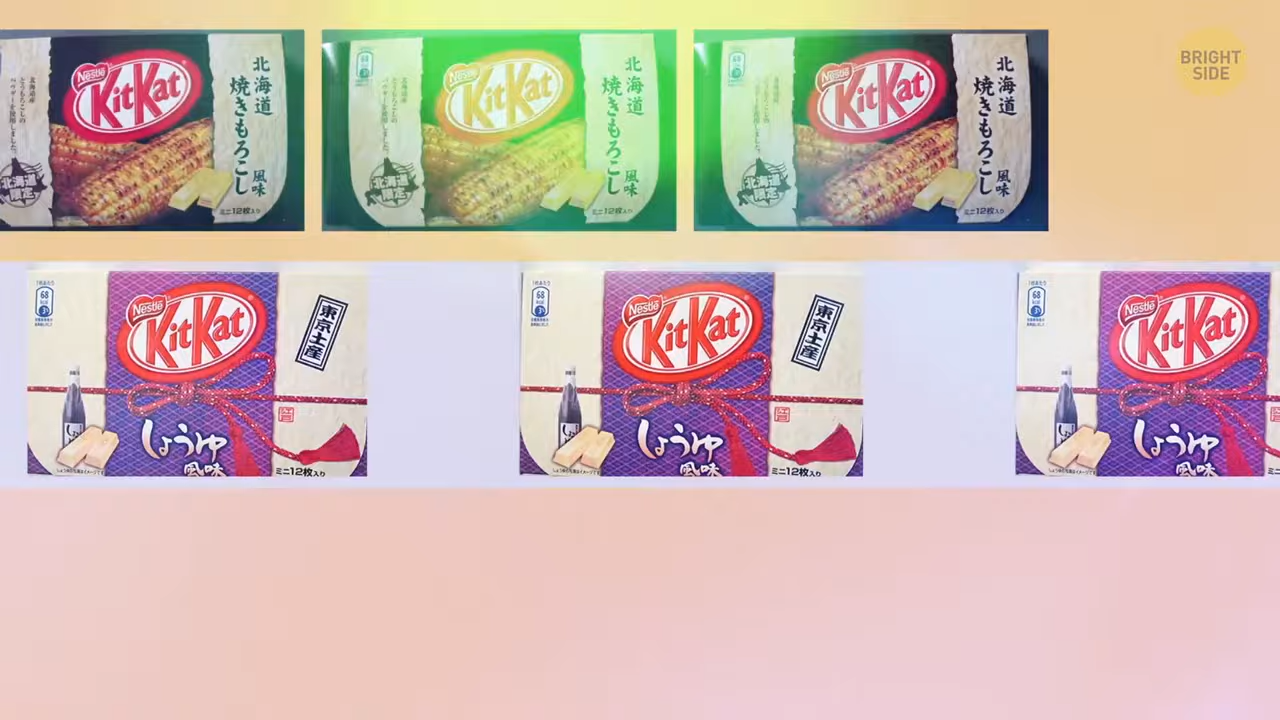 BRIGHT
SIDE
Nestlé
KitKat
北海道
焼きもろこし
風味
北海道
限定
ミニ12枚入り
Nestlé
KitKat
北海道
焼きもろこし
風味
北海道
限定
ミニ12枚入り
Nestlé
KitKat
北海道
焼きもろこし
風味
北海道
限定
ミニ12枚入り
68
kcal
Nestlé
KitKat
東京土産
しょうゆ
風味
ミニ12枚入り
68
kcal
Nestlé
KitKat
東京土産
しょうゆ
風味
ミニ12枚入り
68
kcal
Nestlé
KitKat
しょうゆ
風味